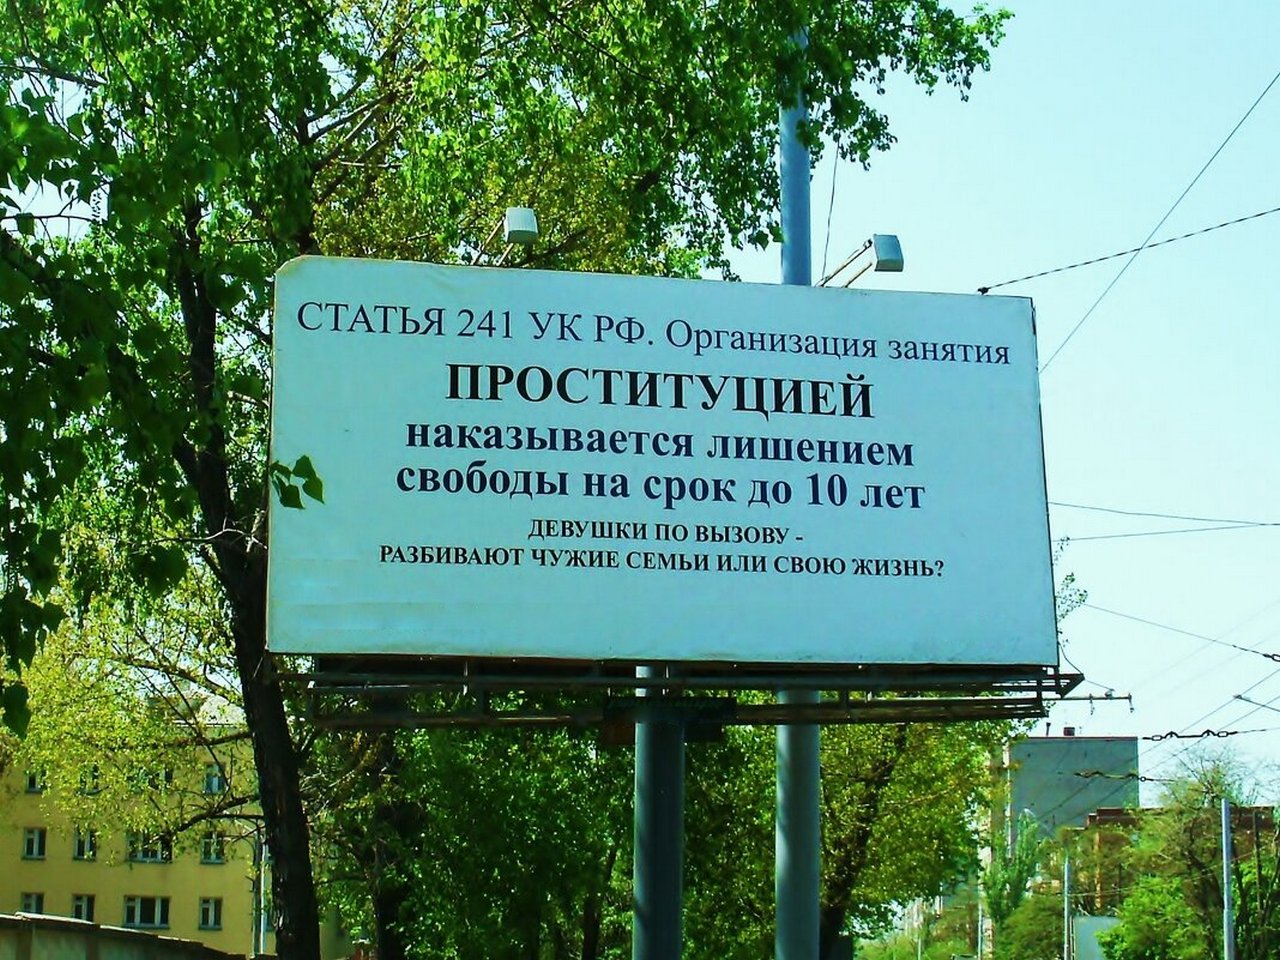 СТАТЬЯ 241 УК РФ. Организация занятия
ПРОСТИТУЦИЕЙ
наказывается лишением
свободы на срок до 10 лет
ДЕВУШКИ ПО ВЫЗОВУ -
РАЗБИВАЮТ ЧУЖИЕ СЕМЬИ ИЛИ СВОЮ ЖИЗНЬ?